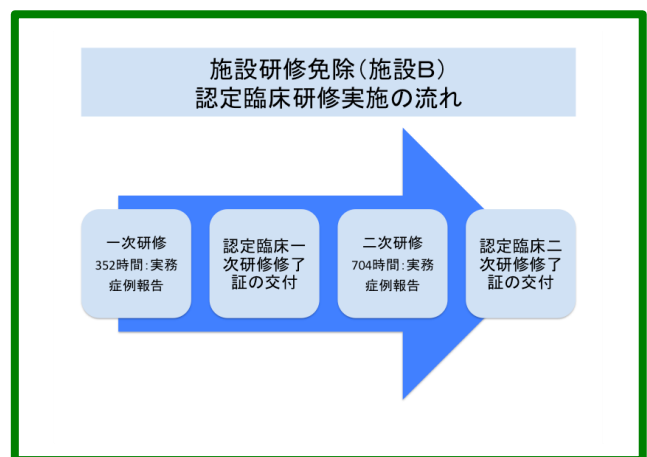 施設研修免除(施設B)
認定臨床研修実施の流れ
一次研修
352時間:実務
症例報告
認定臨床一
次研修修了
証の交付
二次研修
704時間:実務
症例報告
認定臨床二
次研修修了
証の交付